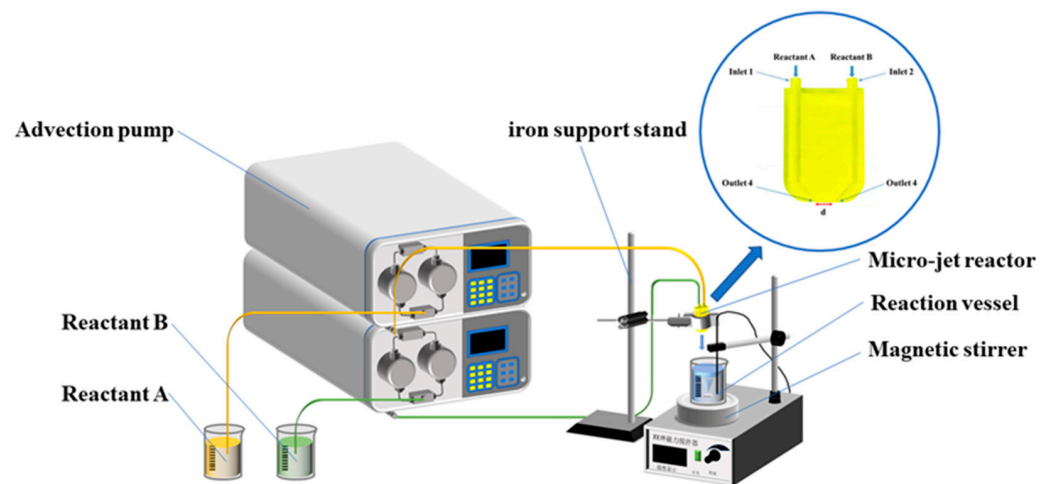 Reactant A
Reactant B
Inlet 1
Inlet 2
Advection pump
iron support stand
Outlet 4
Outlet 4
d
Micro-jet reactor
Reaction vessel
Reactant B
Magnetic stirrer
Reactant A